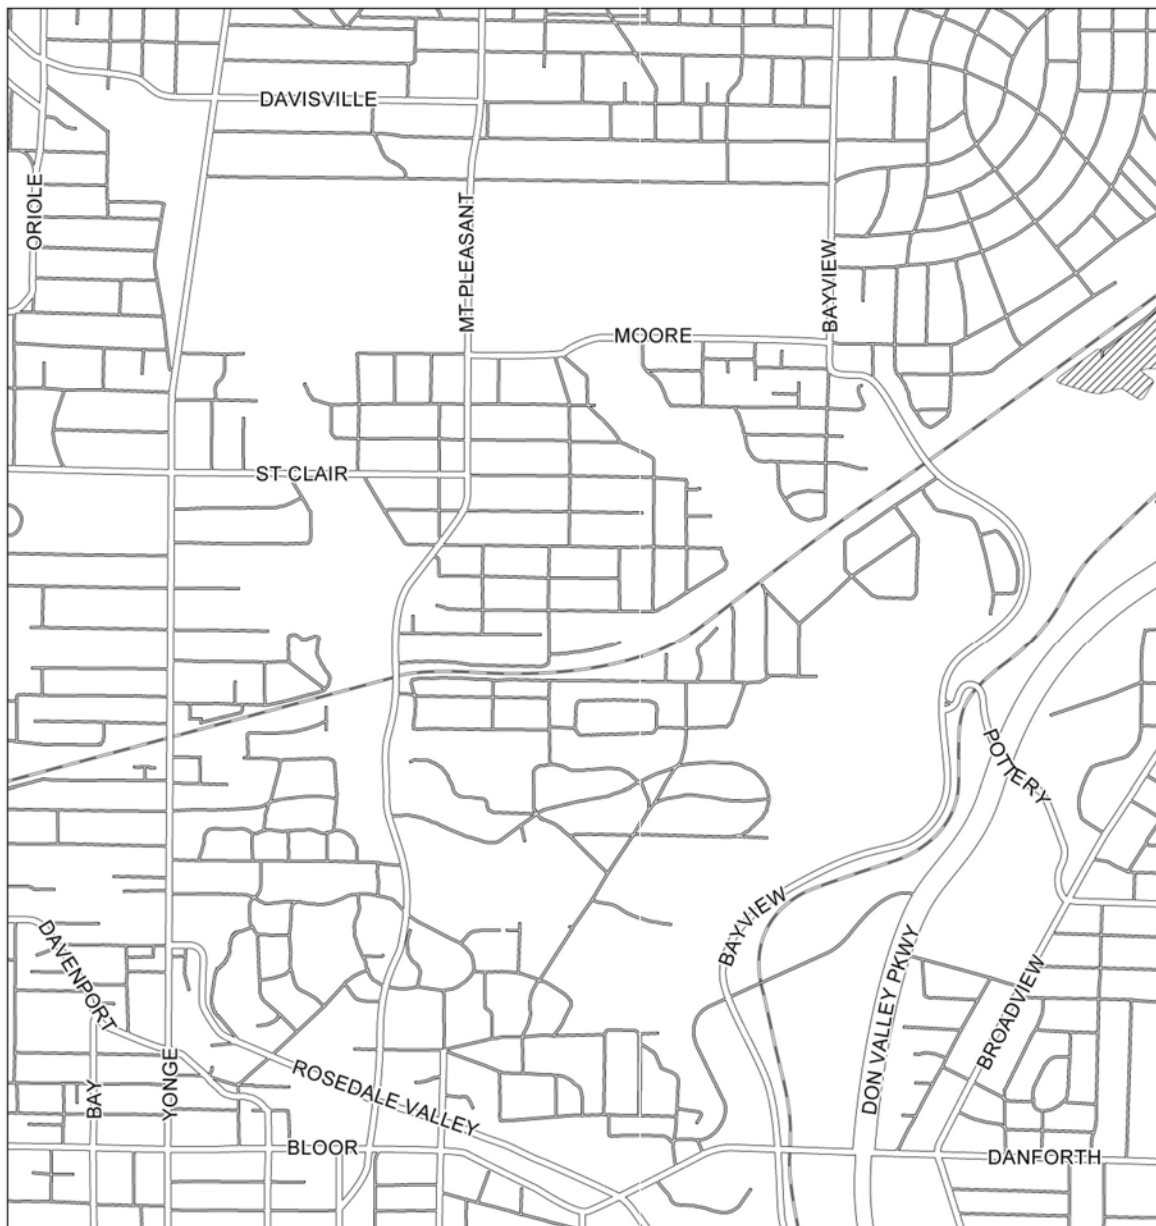 DAVISVILLE
ORIOLE
MT PLEASANT
BAYVIEW
MOORE
ST CLAIR
POTTERY
BAYVIEW
DAVENPORT
DON VALLEY PKWY
BROADVIEW
BAY
YONGE
ROSEDALE VALLEY
BLOOR
DANFORTH